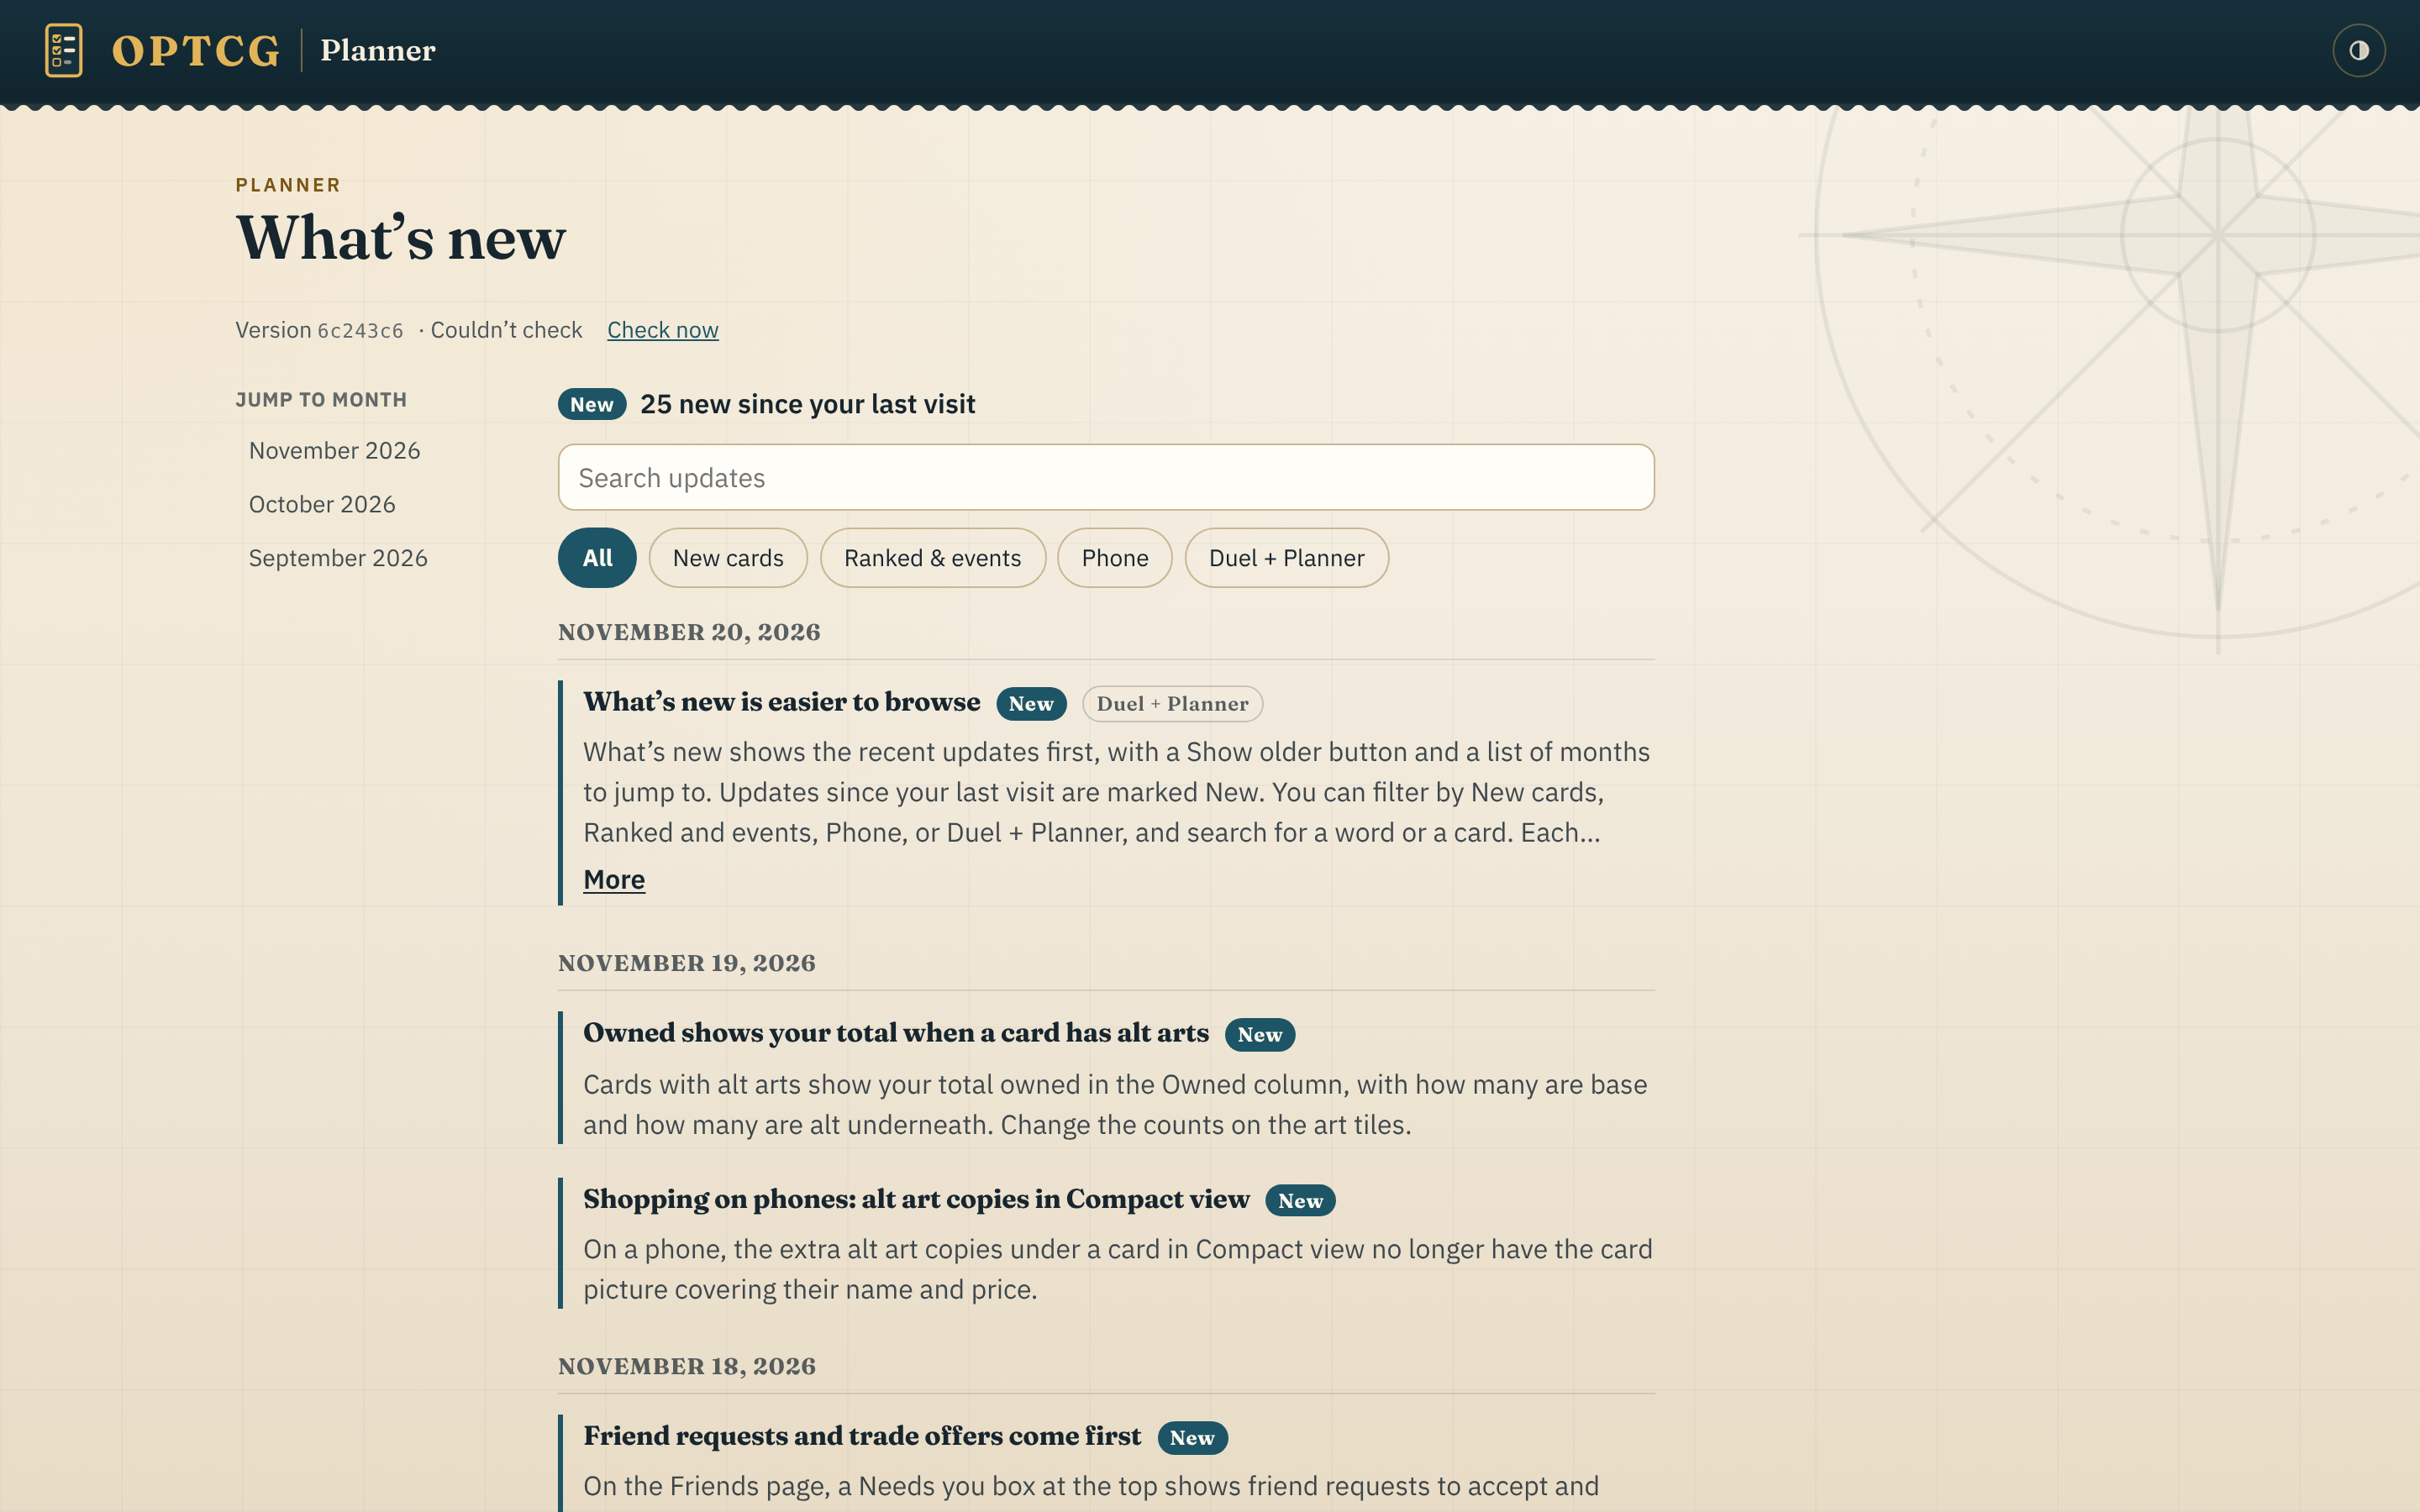 OPTCG
Planner
PLANNER
What’s new
Version 6c243c6 · Couldn’t check Check now
JUMP TO MONTH
November 2026
October 2026
September 2026
New 25 new since your last visit
Search updates
All New cards Ranked & events Phone Duel + Planner
NOVEMBER 20, 2026
What’s new is easier to browse New Duel + Planner
What’s new shows the recent updates first, with a Show older button and a list of months
to jump to. Updates since your last visit are marked New. You can filter by New cards,
Ranked and events, Phone, or Duel + Planner, and search for a word or a card. Each…
More
NOVEMBER 19, 2026
Owned shows your total when a card has alt arts New
Cards with alt arts show your total owned in the Owned column, with how many are base
and how many are alt underneath. Change the counts on the art tiles.
Shopping on phones: alt art copies in Compact view New
On a phone, the extra alt art copies under a card in Compact view no longer have the card
picture covering their name and price.
NOVEMBER 18, 2026
Friend requests and trade offers come first New
On the Friends page, a Needs you box at the top shows friend requests to accept and